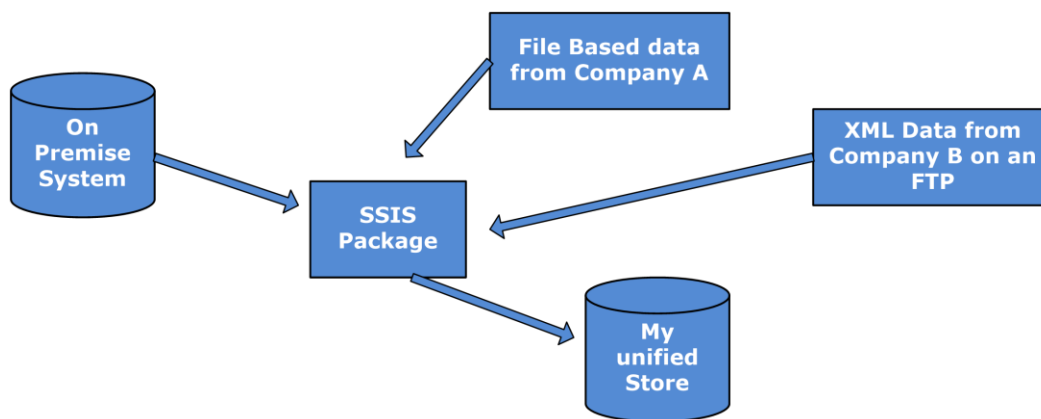 File Based data
from Company A
On
Premise
System
XML Data from
Company B on an
FTP
SSIS
Package
My
unified
Store